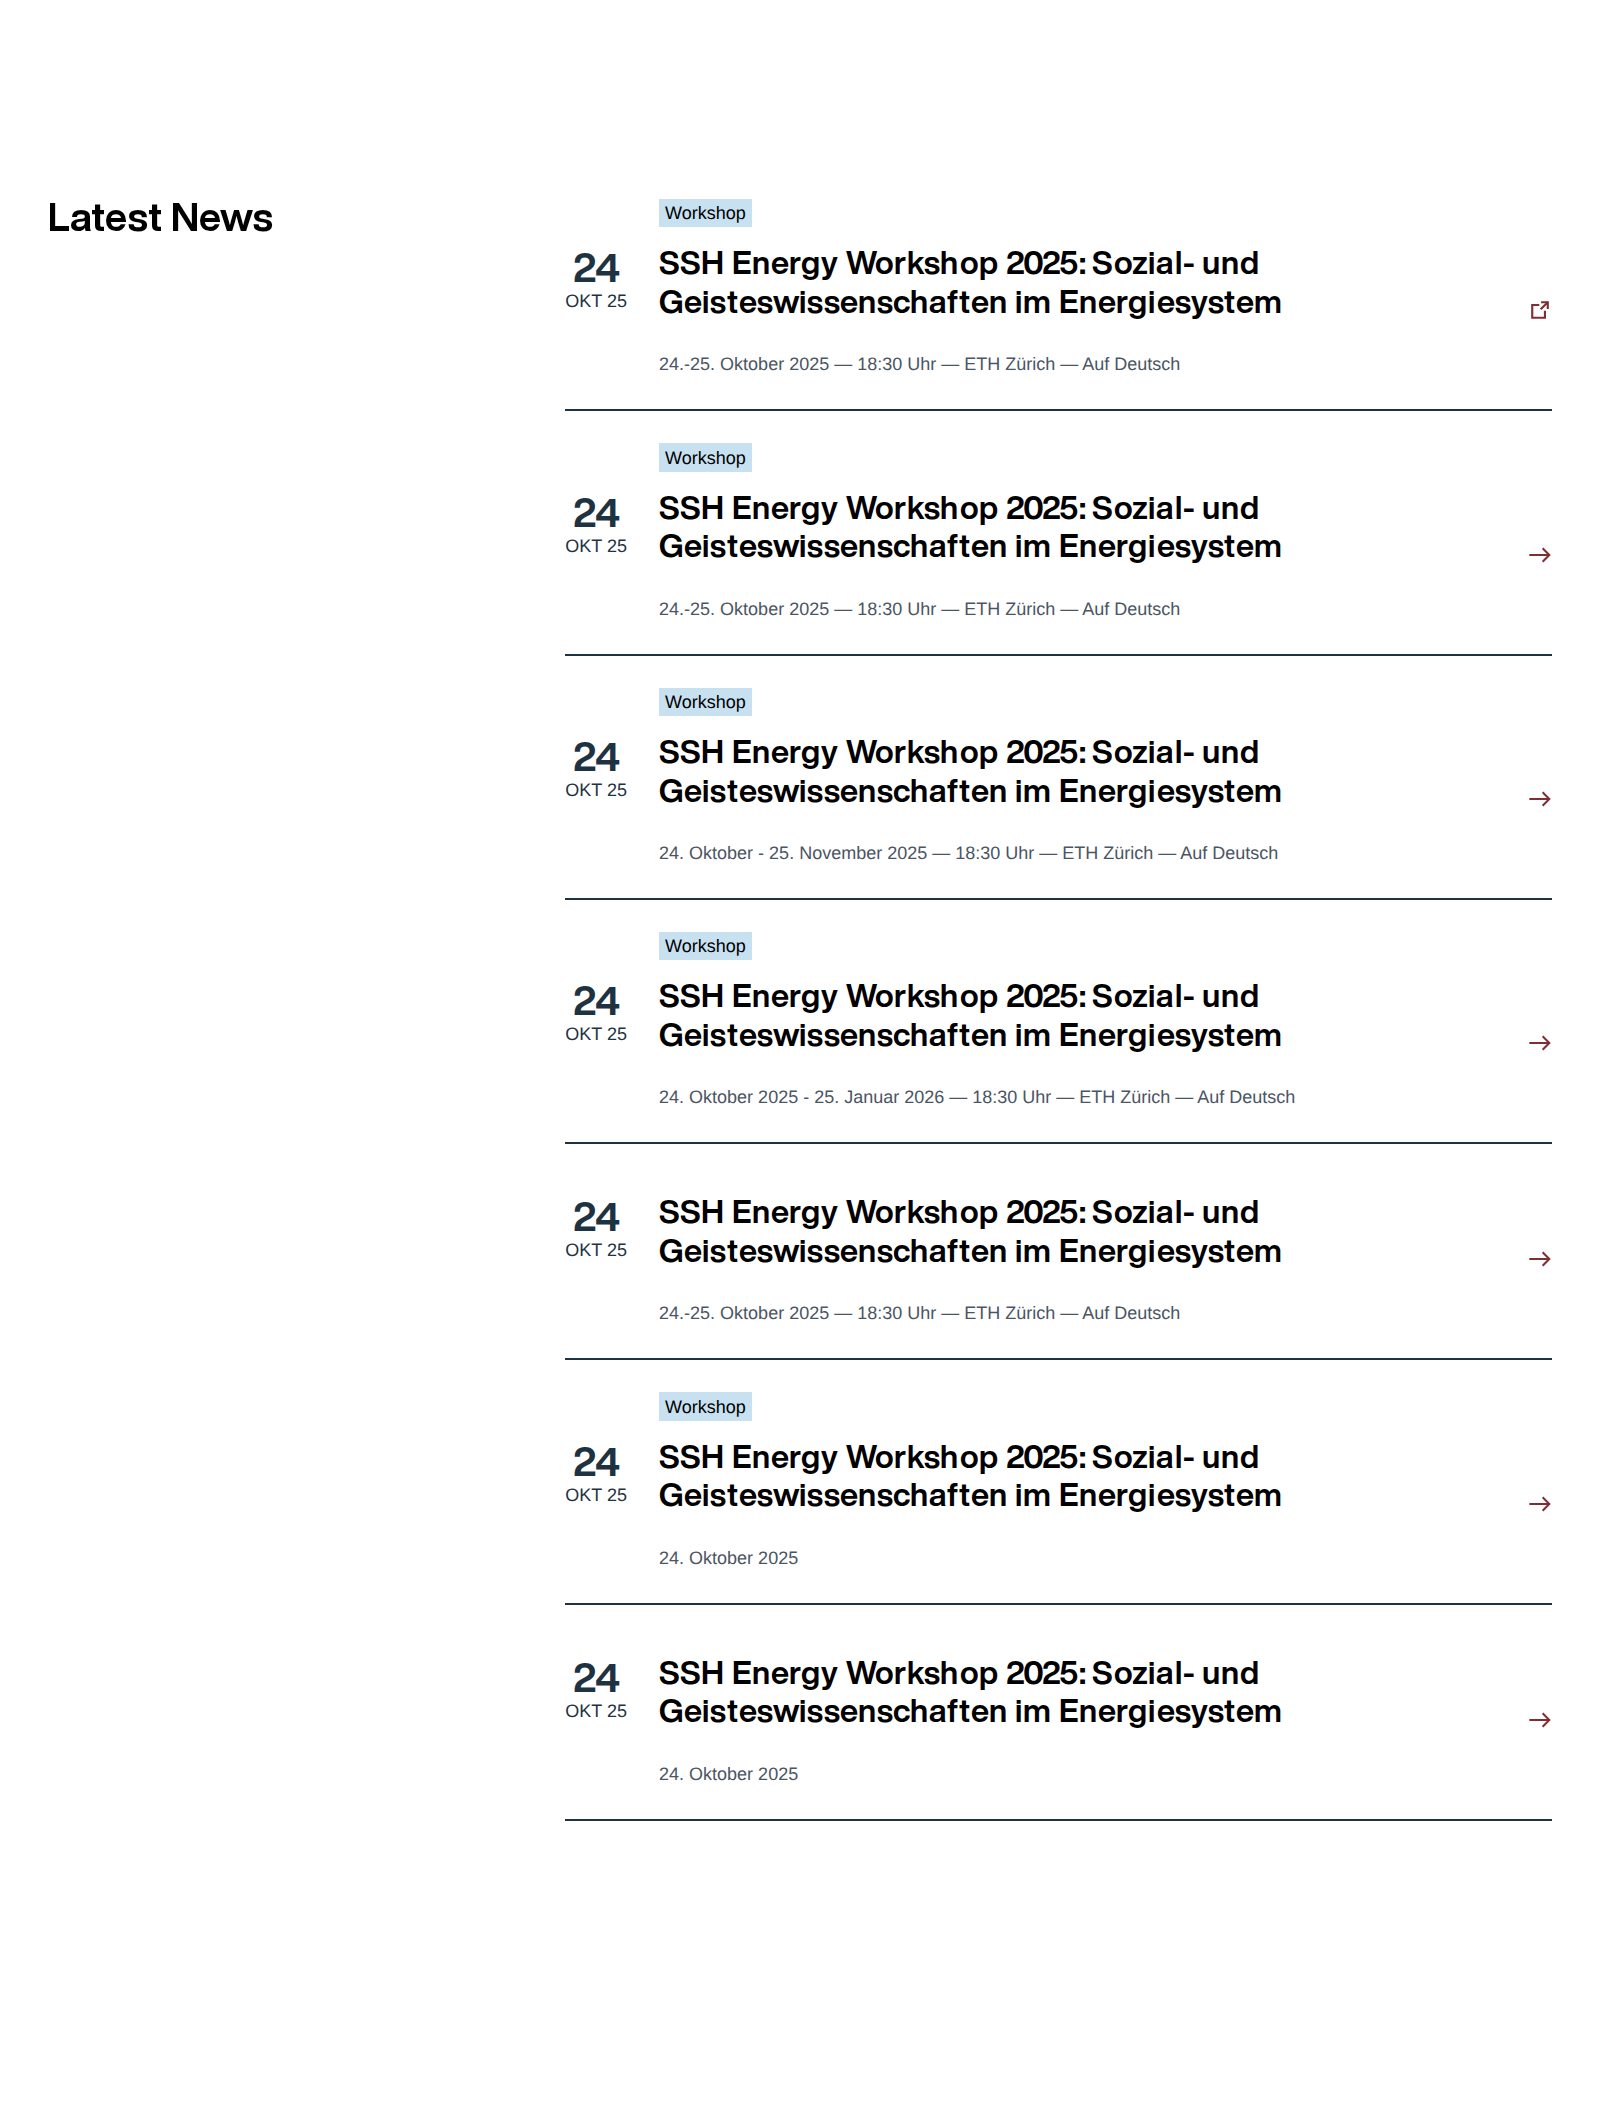 Latest News
Workshop
24
OKT 25
SSH Energy Workshop 2025: Sozial- und
Geisteswissenschaften im Energiesystem
24.-25. Oktober 2025 — 18:30 Uhr — ETH Zürich — Auf Deutsch
Workshop
24
OKT 25
SSH Energy Workshop 2025: Sozial- und
Geisteswissenschaften im Energiesystem
24.-25. Oktober 2025 — 18:30 Uhr — ETH Zürich — Auf Deutsch
Workshop
24
OKT 25
SSH Energy Workshop 2025: Sozial- und
Geisteswissenschaften im Energiesystem
24. Oktober - 25. November 2025 — 18:30 Uhr — ETH Zürich — Auf Deutsch
Workshop
24
OKT 25
SSH Energy Workshop 2025: Sozial- und
Geisteswissenschaften im Energiesystem
24. Oktober 2025 - 25. Januar 2026 — 18:30 Uhr — ETH Zürich — Auf Deutsch
24
OKT 25
SSH Energy Workshop 2025: Sozial- und
Geisteswissenschaften im Energiesystem
24.-25. Oktober 2025 — 18:30 Uhr — ETH Zürich — Auf Deutsch
Workshop
24
OKT 25
SSH Energy Workshop 2025: Sozial- und
Geisteswissenschaften im Energiesystem
24. Oktober 2025
24
OKT 25
SSH Energy Workshop 2025: Sozial- und
Geisteswissenschaften im Energiesystem
24. Oktober 2025